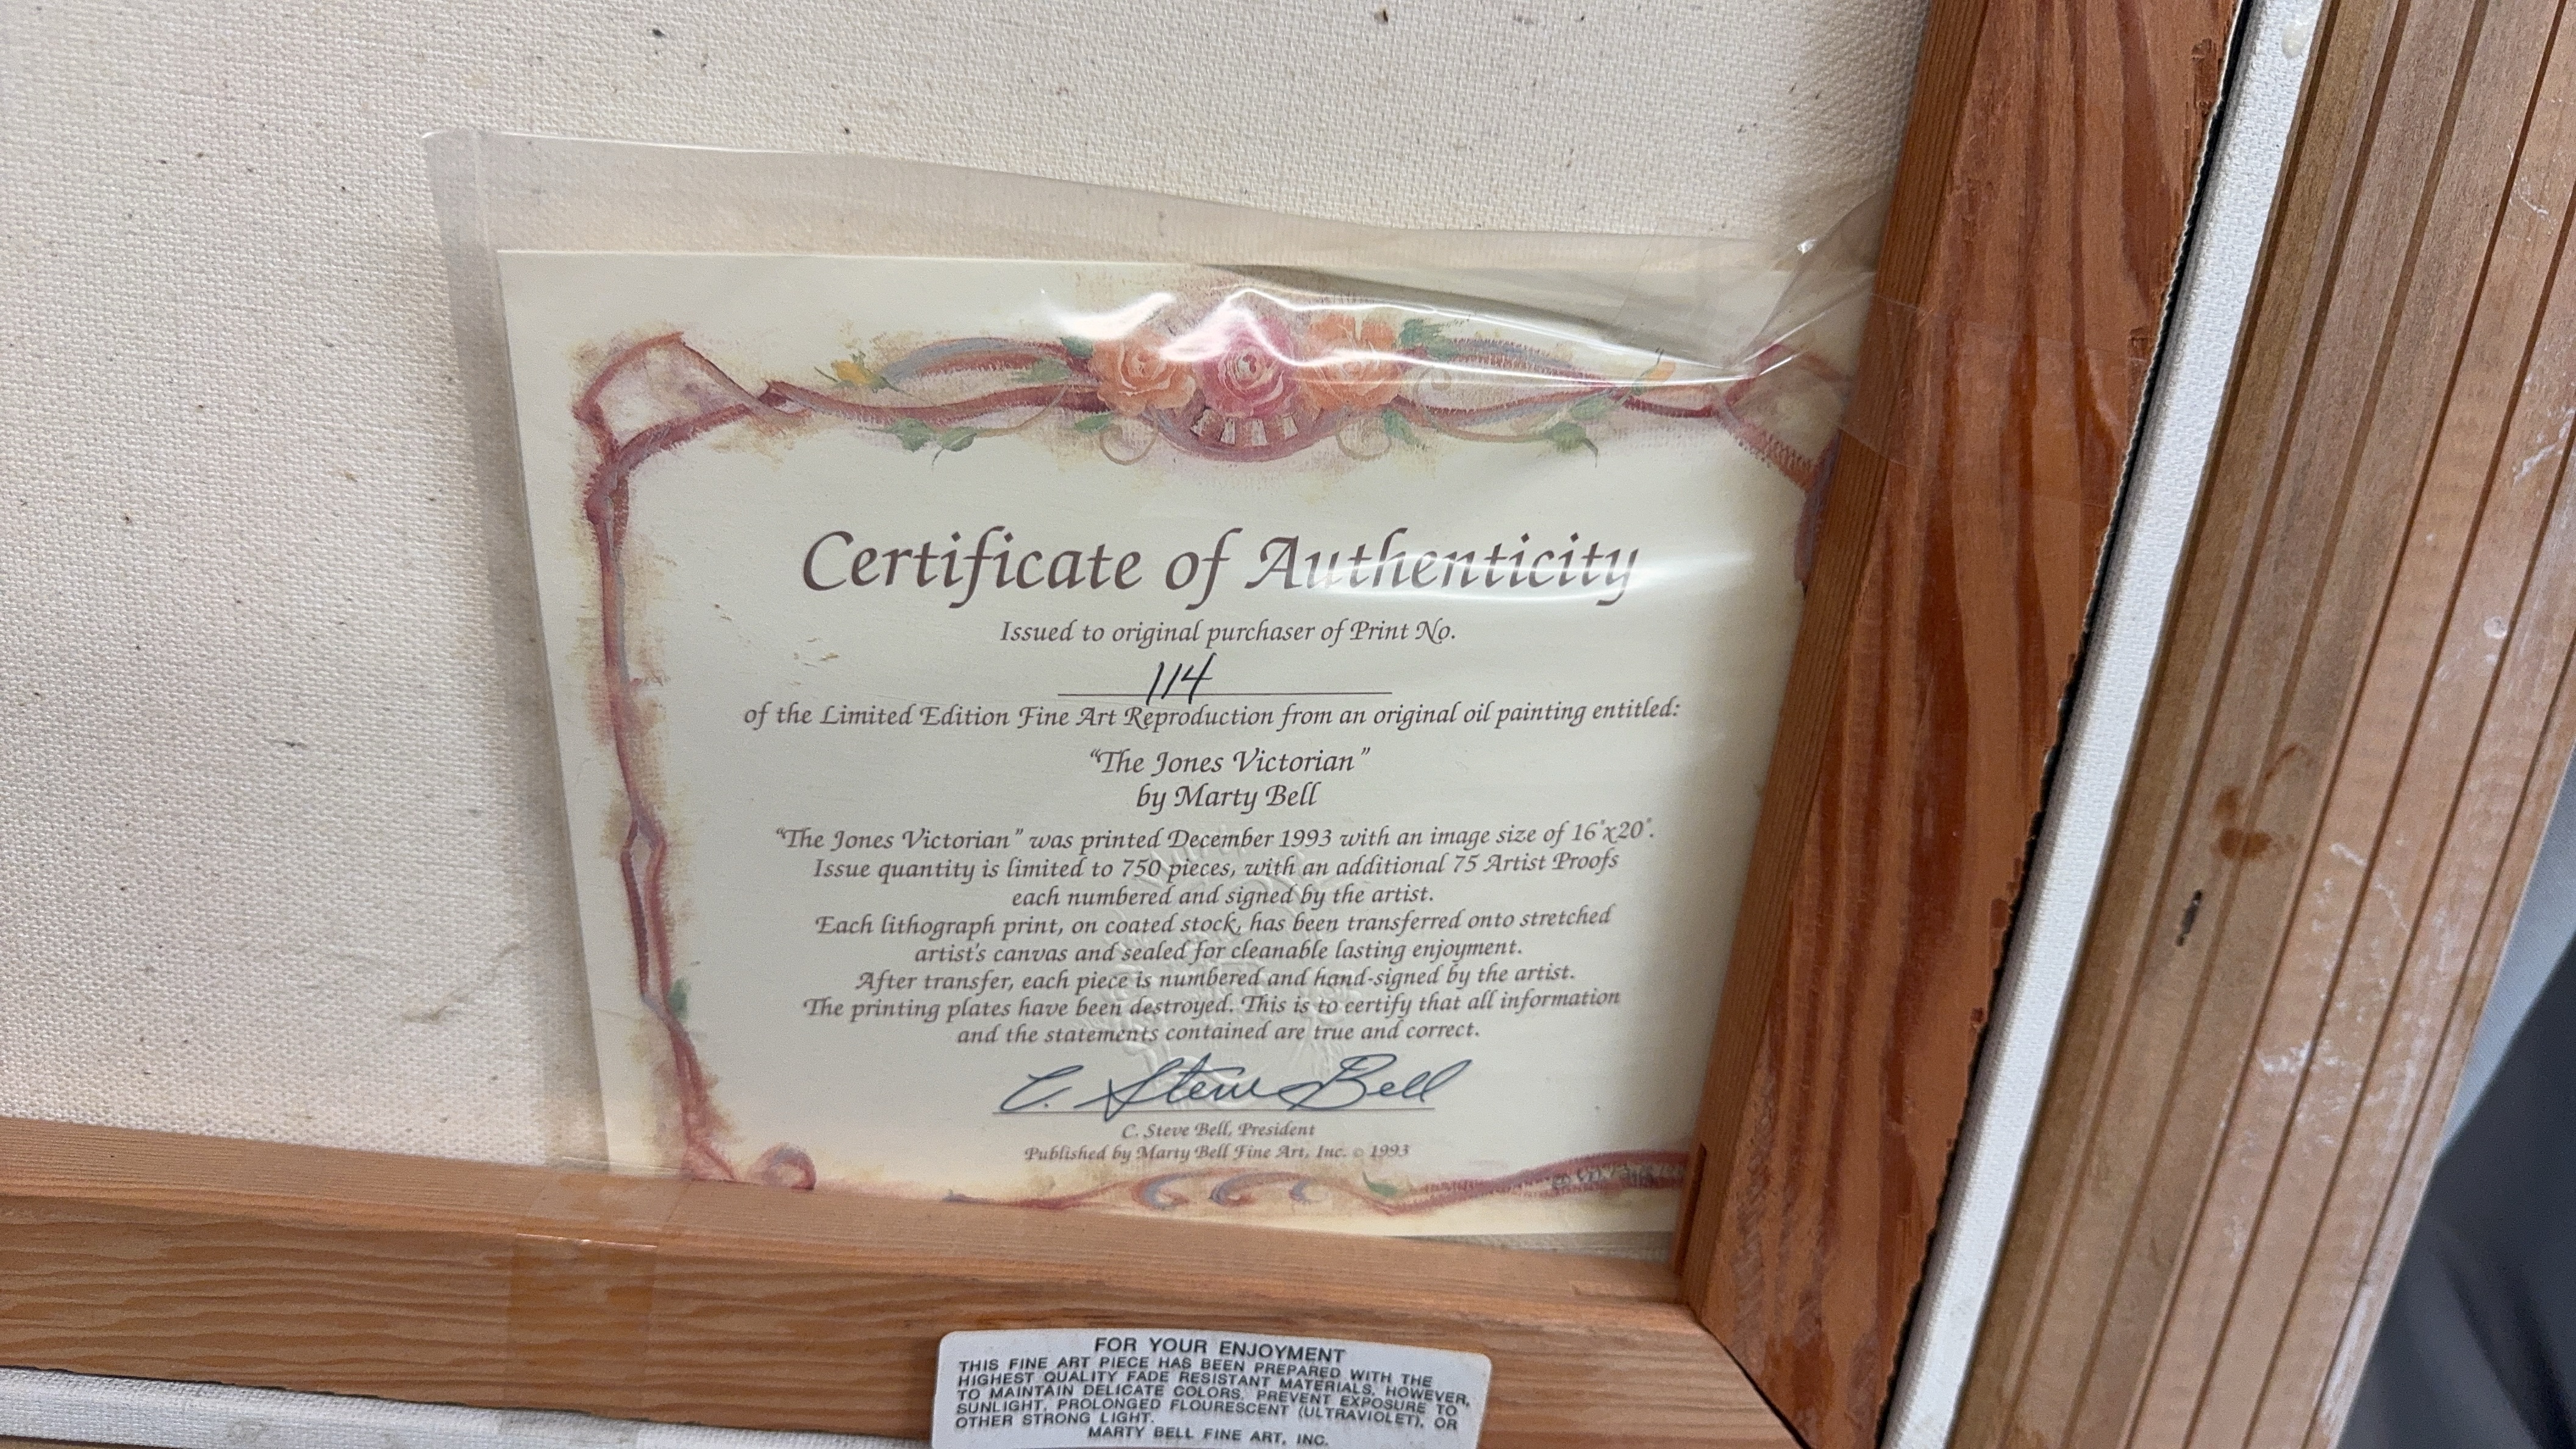 Certificate of Authenticity
Issued to original purchaser of Print No.
114
of the Limited Edition Fine Art Reproduction from an original oil painting entitled:
"The Jones Victorian"
by Marty Bell
"The Jones Victorian" was printed December 1993 with an image size of 16"x20".
Issue quantity is limited to 750 pieces, with an additional 75 Artist Proofs
each numbered and signed by the artist.
Each lithograph print, on coated stock, has been transferred onto stretched
artist's canvas and sealed for cleanable lasting enjoyment.
After transfer, each piece is numbered and hand-signed by the artist.
The printing plates have been destroyed. This is to certify that all information
and the statements contained are true and correct.
C. Steve Bell
C. Steve Bell, President
Published by Marty Bell Fine Art, Inc. © 1993
FOR YOUR ENJOYMENT
THIS FINE ART PIECE HAS BEEN PREPARED WITH THE
HIGHEST QUALITY FADE RESISTANT MATERIALS. HOWEVER,
TO MAINTAIN DELICATE COLORS, PREVENT EXPOSURE TO
SUNLIGHT, PROLONGED FLOURESCENT (ULTRAVIOLET), OR
OTHER STRONG LIGHT.
MARTY BELL FINE ART, INC.